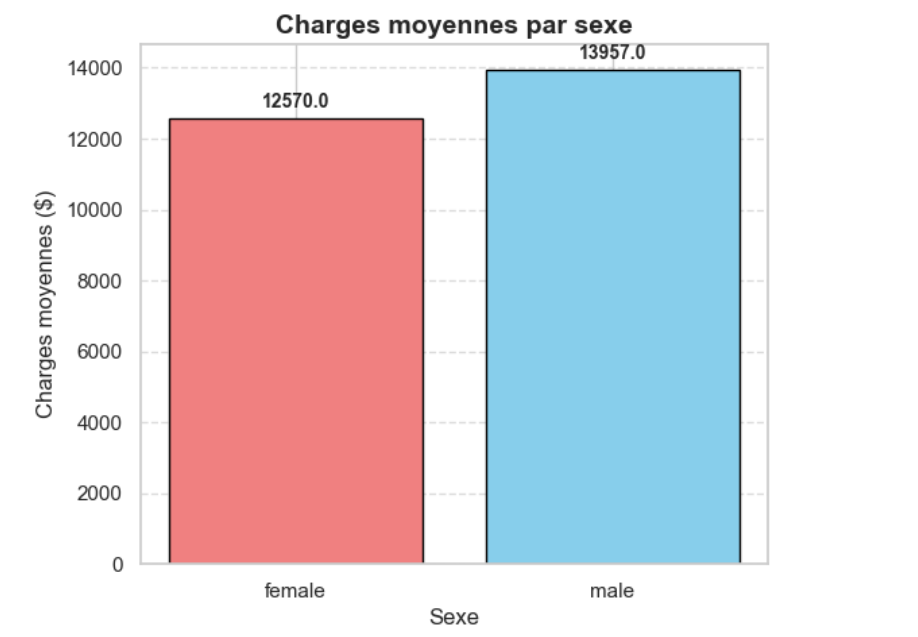 Charges moyennes par sexe
13957.0
14000
12570.0
12000
10000
8000
6000
4000
2000
0
Charges moyennes ($)
female
male
Sexe